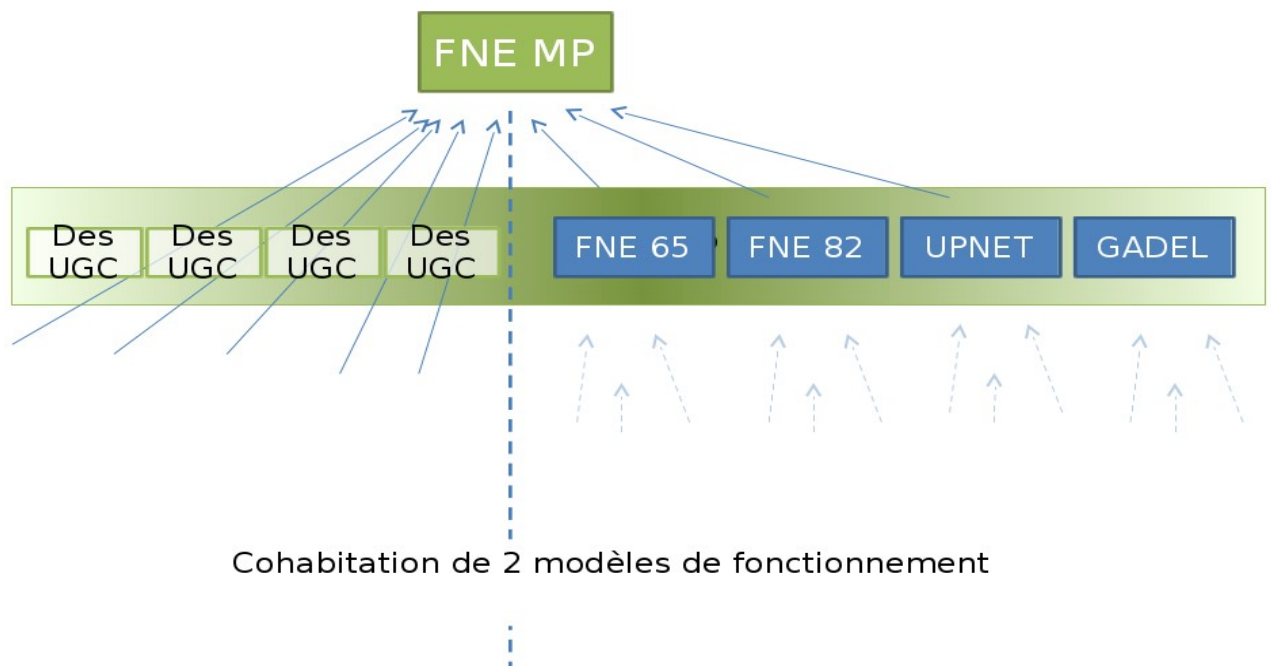 FNE MP
Des
UGC
Des
UGC
Des
UGC
Des
UGC
FNE 65
FNE 82
UPNET
GADEL
Cohabitation de 2 modèles de fonctionnement